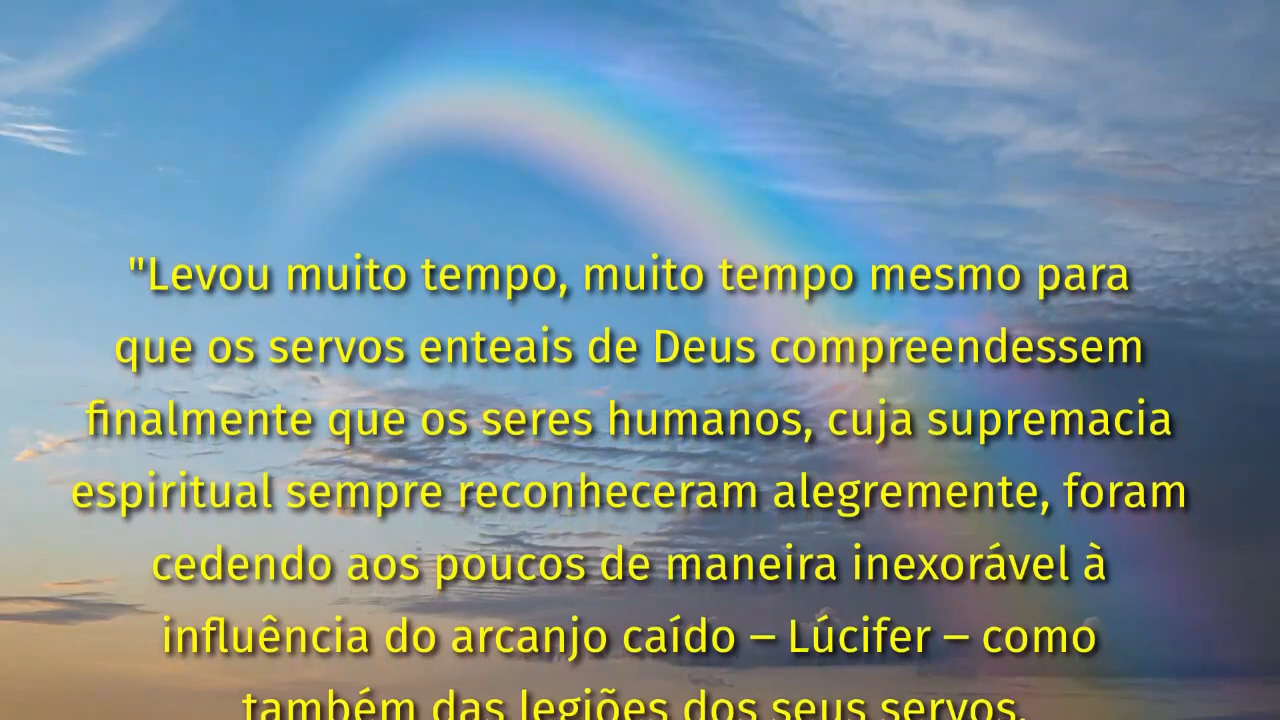 "Levou muito tempo, muito tempo mesmo para
que os servos enteais de Deus compreendessem
finalmente que os seres humanos, cuja supremacia
espiritual sempre reconheceram alegremente, foram
cedendo aos poucos de maneira inexorável à
influência do arcanjo caído – Lúcifer – como
também das legiões dos seus servos.